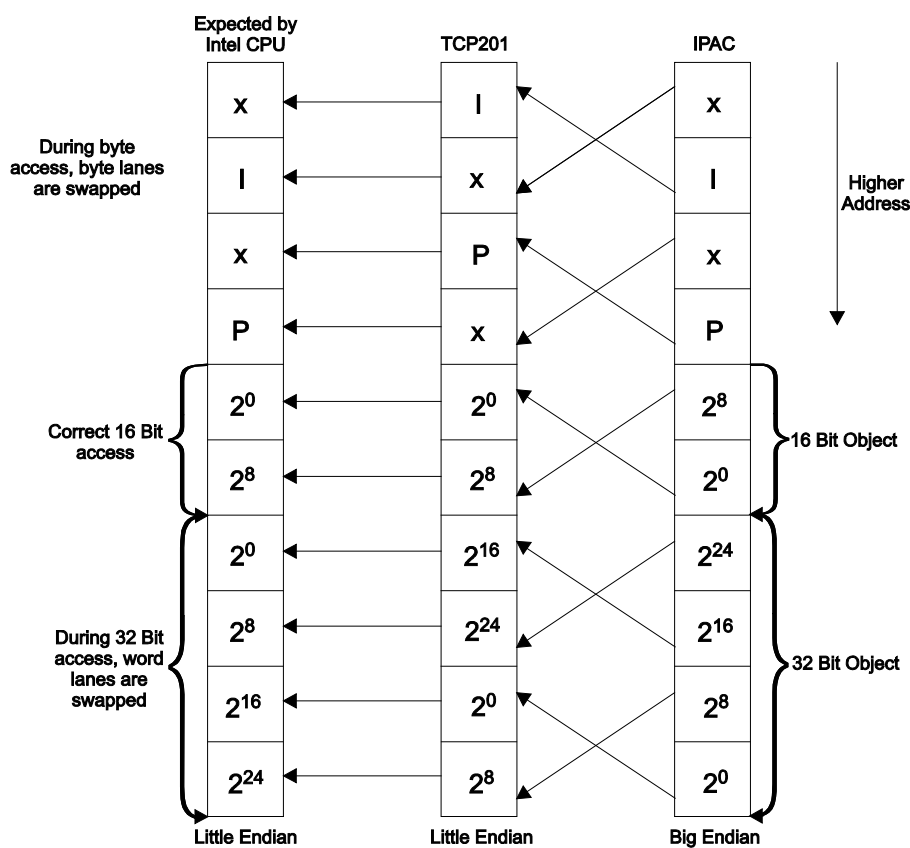 Expected by
Intel CPU
TCP201
IPAC
x
I
x
I
x
I
x
P
x
P
x
P
2⁰
2⁰
2⁸
2⁸
2⁸
2⁰
2⁰
2¹⁶
2²⁴
2⁸
2²⁴
2¹⁶
2¹⁶
2⁰
2⁸
2²⁴
2⁸
2⁰
During byte
access, byte lanes
are swapped
Higher
Address
Correct 16 Bit
access
16 Bit Object
During 32 Bit
access, word
lanes are
swapped
32 Bit Object
Little Endian
Little Endian
Big Endian